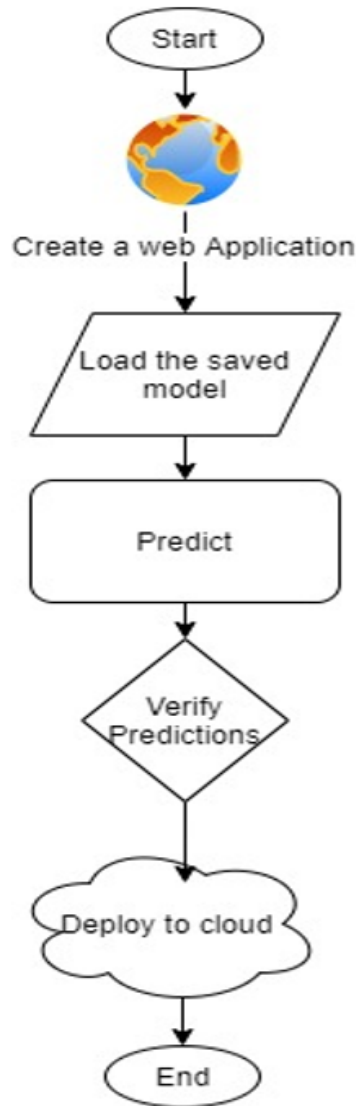 Start
Create a web Application
Load the saved
model
Predict
Verify
Predictions
Deploy to cloud
End